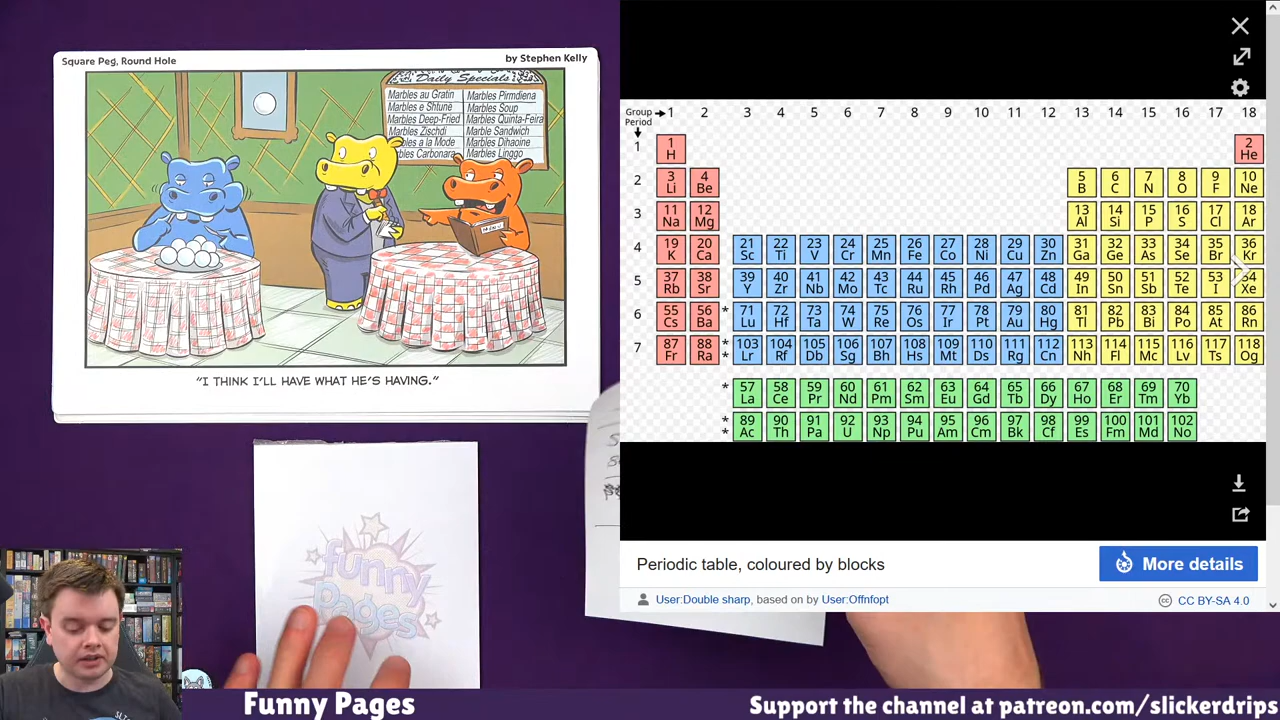 Square Peg, Round Hole
by Stephen Kelly
Daily Specials
Marbles au Gratin
Marbles Pirmdiena
Marbles e Shtunë
Marbles Soup
Marbles Deep-Fried
Marbles Quinta-Feira
Marbles Zischdi
Marble Sandwich
a la Mode
Marbles Dihaoine
Carbonara
Marbles Linggo
MENU
"I THINK I'LL HAVE WHAT HE'S HAVING."
funny
Pages
Group 1 2 3 4 5 6 7 8 9 10 11 12 13 14 15 16 17 18
Period
1 1 2
H He
2 3 4 5 6 7 8 9 10
Li Be B C N O F Ne
3 11 12 13 14 15 16 17 18
Na Mg Al Si P S Cl Ar
4 19 20 21 22 23 24 25 26 27 28 29 30 31 32 33 34 35 36
K Ca Sc Ti V Cr Mn Fe Co Ni Cu Zn Ga Ge As Se Br Kr
5 37 38 39 40 41 42 43 44 45 46 47 48 49 50 51 52 53 54
Rb Sr Y Zr Nb Mo Tc Ru Rh Pd Ag Cd In Sn Sb Te I Xe
6 55 56 * 71 72 73 74 75 76 77 78 79 80 81 82 83 84 85 86
Cs Ba Lu Hf Ta W Re Os Ir Pt Au Hg Tl Pb Bi Po At Rn
7 87 88 * 103 104 105 106 107 108 109 110 111 112 113 114 115 116 117 118
Fr Ra * Lr Rf Db Sg Bh Hs Mt Ds Rg Cn Nh Fl Mc Lv Ts Og
* 57 58 59 60 61 62 63 64 65 66 67 68 69 70
La Ce Pr Nd Pm Sm Eu Gd Tb Dy Ho Er Tm Yb
* 89 90 91 92 93 94 95 96 97 98 99 100 101 102
* Ac Th Pa U Np Pu Am Cm Bk Cf Es Fm Md No
Periodic table, coloured by blocks
More details
User:Double sharp, based on by User:Offnfopt
CC BY-SA 4.0
Funny Pages
Support the channel at patreon.com/slickerdrips